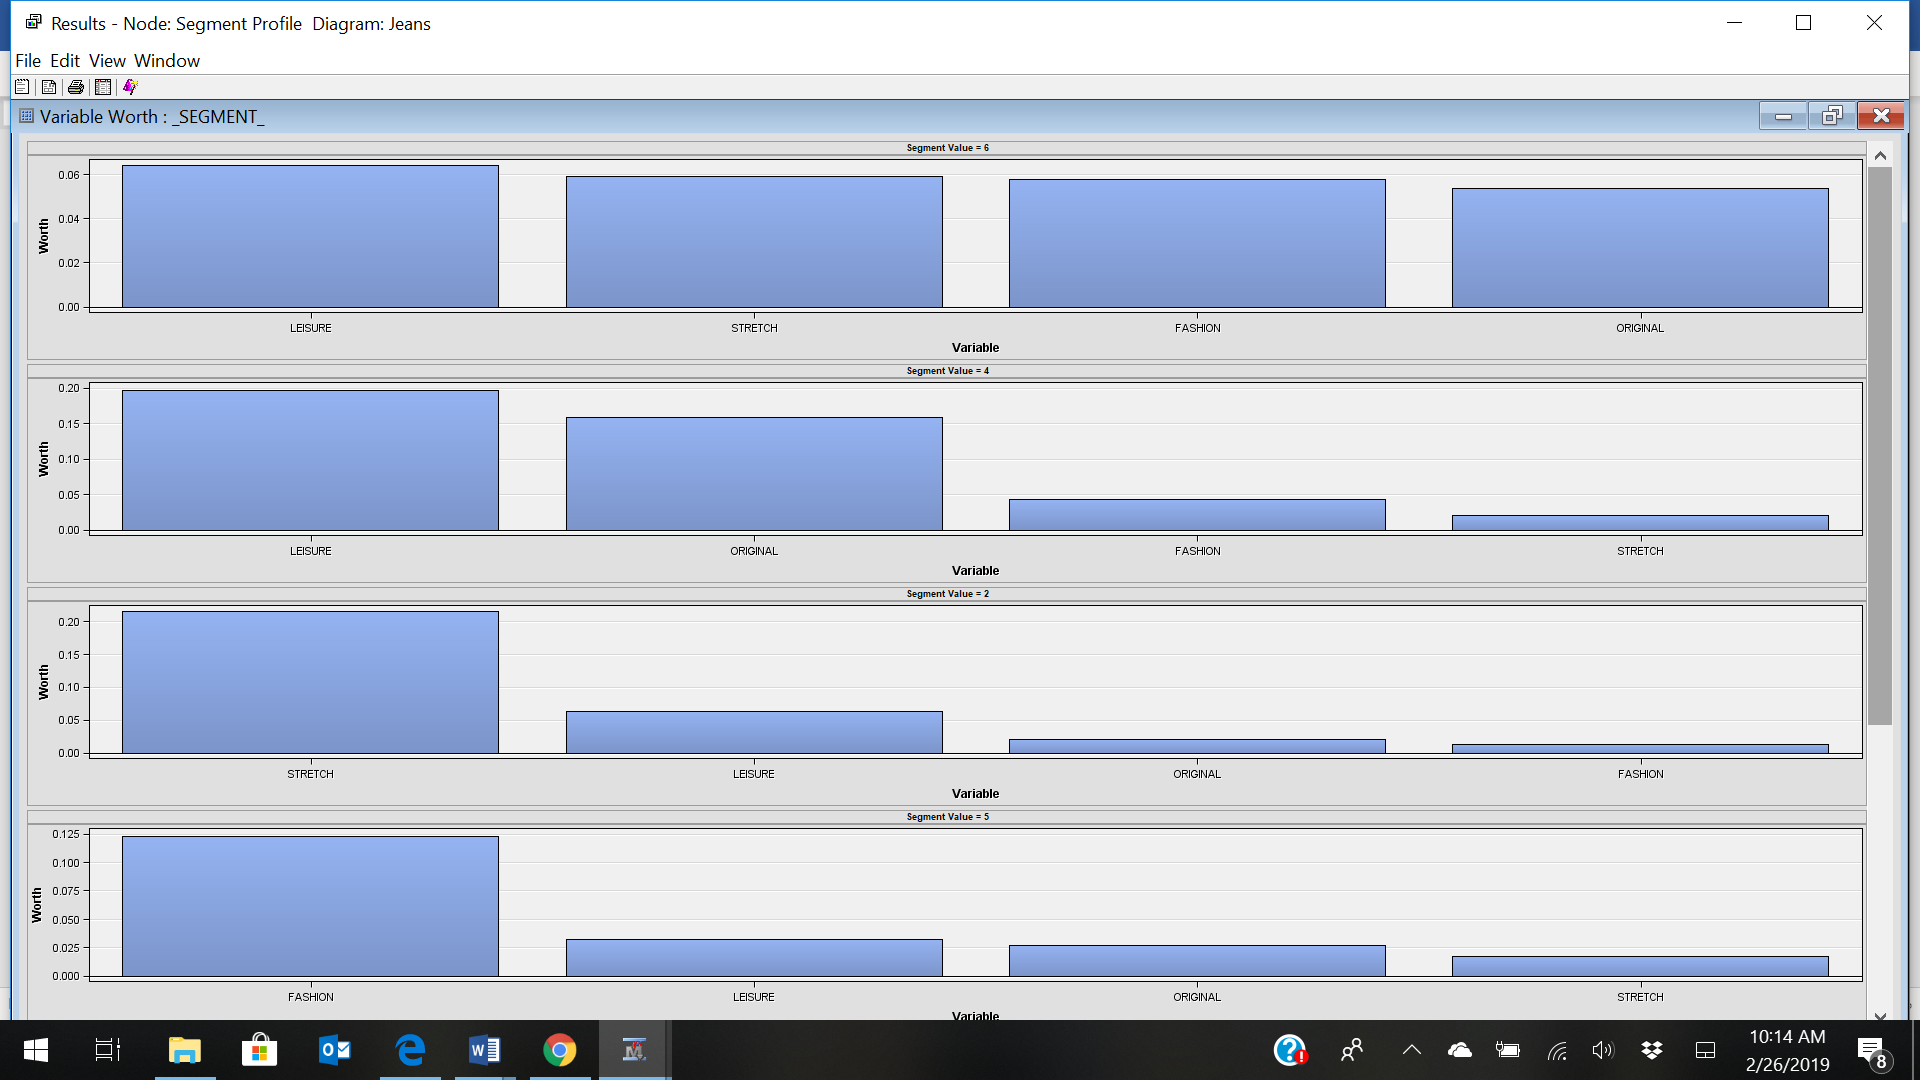 Results - Node: Segment Profile  Diagram: Jeans
File Edit View Window
Variable Worth : _SEGMENT_
Segment Value = 6
0.06
0.04
0.02
0.00
Worth
LEISURE STRETCH FASHION ORIGINAL
Variable
Segment Value = 4
0.20
0.15
0.10
0.05
0.00
Worth
LEISURE ORIGINAL FASHION STRETCH
Variable
Segment Value = 2
0.20
0.15
0.10
0.05
0.00
Worth
STRETCH LEISURE ORIGINAL FASHION
Variable
Segment Value = 5
0.125
0.100
0.075
0.050
0.025
0.000
Worth
FASHION LEISURE ORIGINAL STRETCH
Variable
10:14 AM
2/26/2019
8